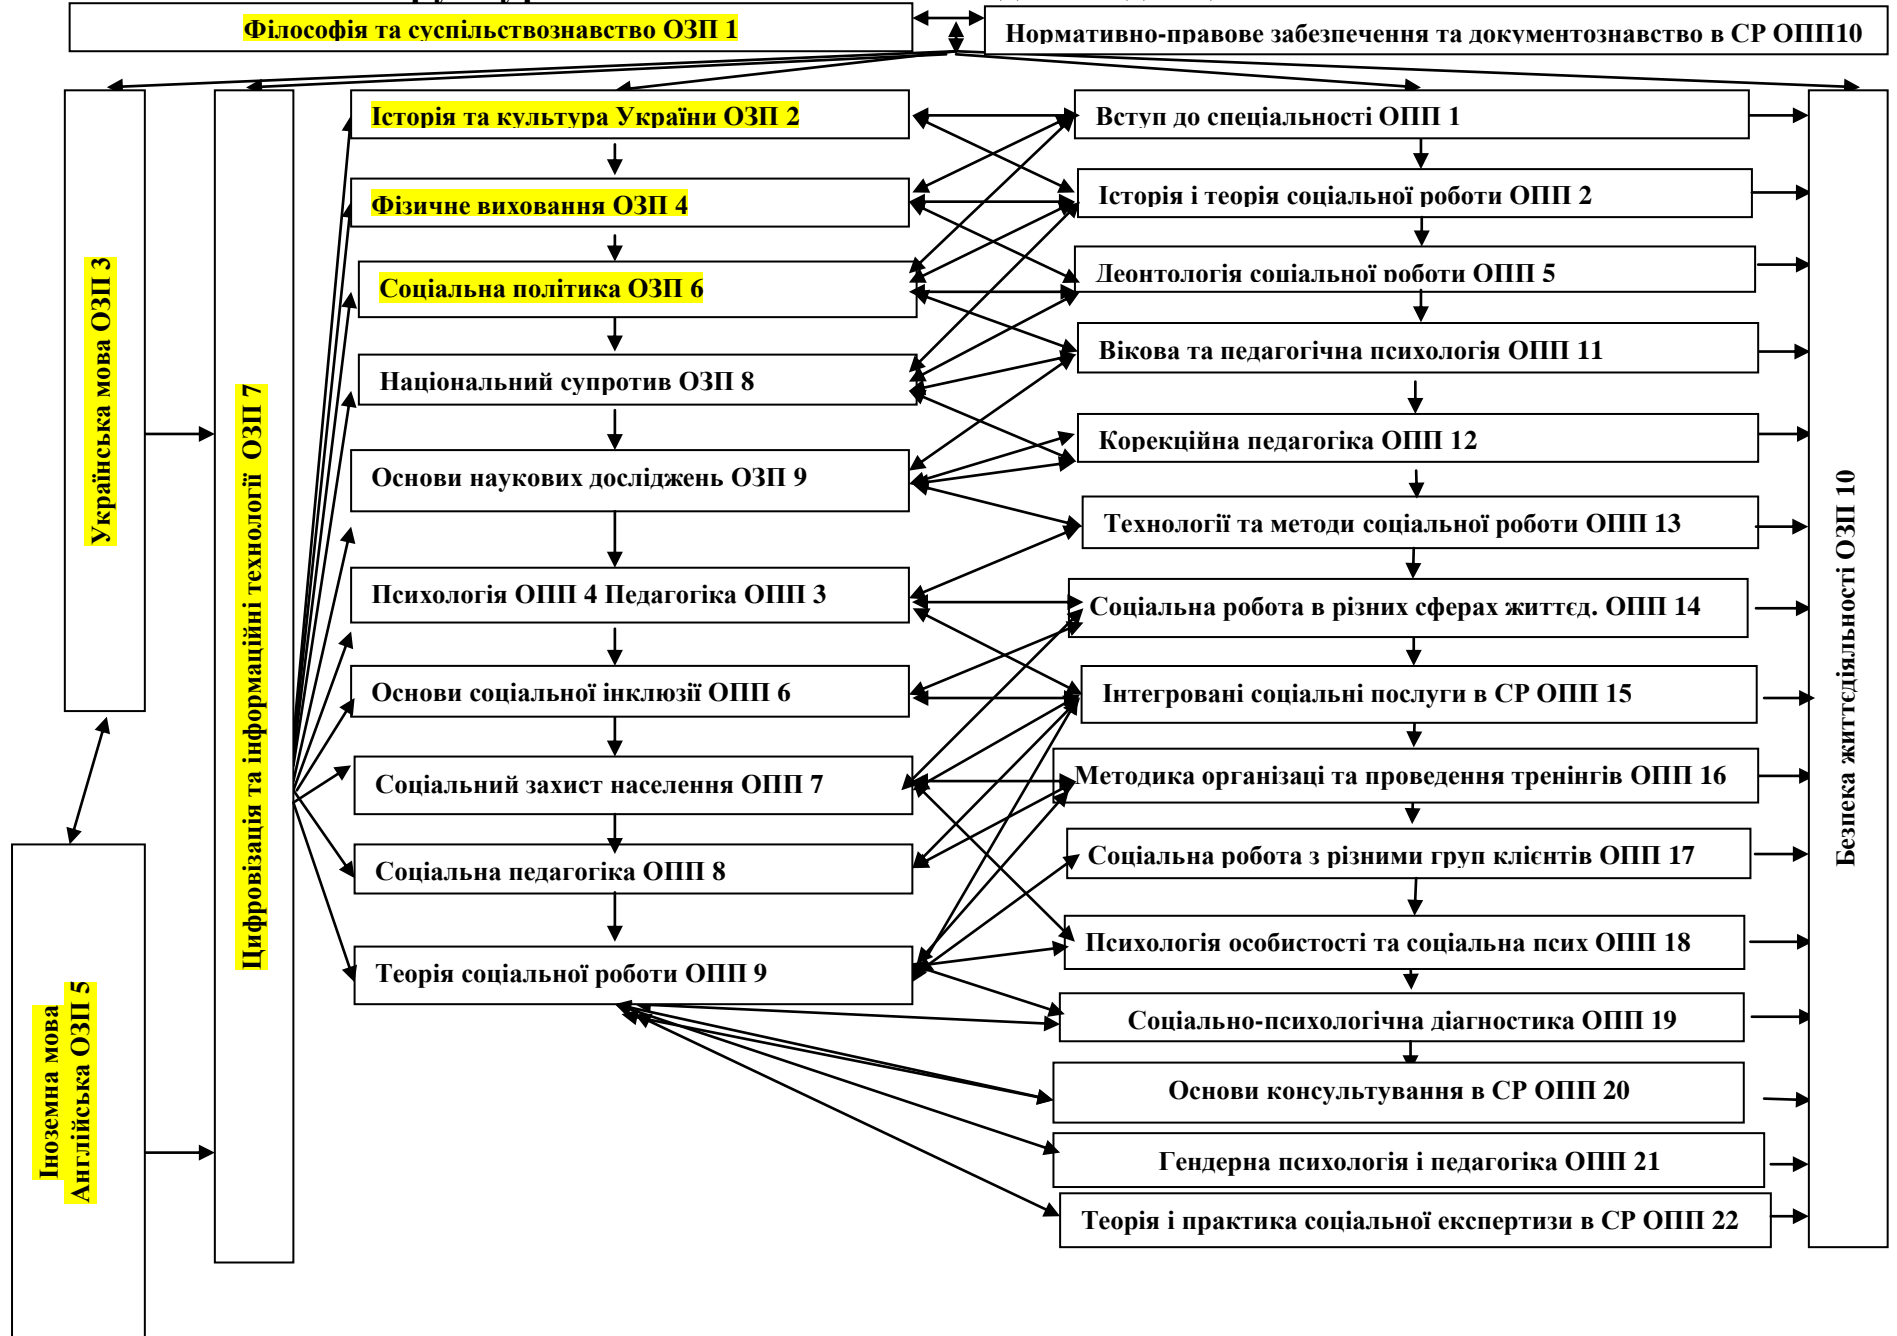 Філософія та суспільствознавство ОЗП 1
Нормативно-правове забезпечення та документознавство в СР ОПП10
Українська мова ОЗП 3
Іноземна мова
Англійська ОЗП 5
Цифровізація та інформаційні технології ОЗП 7
Історія та культура України ОЗП 2
Фізичне виховання ОЗП 4
Соціальна політика ОЗП 6
Національний супротив ОЗП 8
Основи наукових досліджень ОЗП 9
Психологія ОПП 4 Педагогіка ОПП 3
Основи соціальної інклюзії ОПП 6
Соціальний захист населення ОПП 7
Соціальна педагогіка ОПП 8
Теорія соціальної роботи ОПП 9
Вступ до спеціальності ОПП 1
Історія і теорія соціальної роботи ОПП 2
Деонтологія соціальної роботи ОПП 5
Вікова та педагогічна психологія ОПП 11
Корекційна педагогіка ОПП 12
Технології та методи соціальної роботи ОПП 13
Соціальна робота в різних сферах життєд. ОПП 14
Інтегровані соціальні послуги в СР ОПП 15
Методика організаці та проведення тренінгів ОПП 16
Соціальна робота з різними груп клієнтів ОПП 17
Психологія особистості та соціальна псих ОПП 18
Соціально-психологічна діагностика ОПП 19
Основи консультування в СР ОПП 20
Гендерна психологія і педагогіка ОПП 21
Теорія і практика соціальної експертизи в СР ОПП 22
Безпека життєдіяльності ОЗП 10